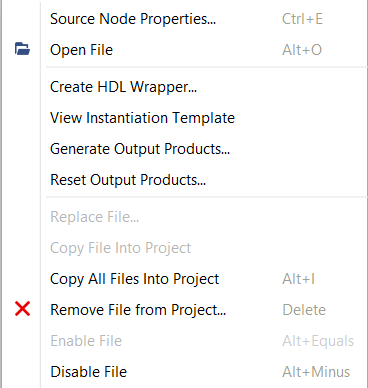 Source Node Properties... Ctrl+E
Open File Alt+O
Create HDL Wrapper...
View Instantiation Template
Generate Output Products...
Reset Output Products...
Replace File...
Copy File Into Project
Copy All Files Into Project Alt+I
Remove File from Project... Delete
Enable File Alt+Equals
Disable File Alt+Minus